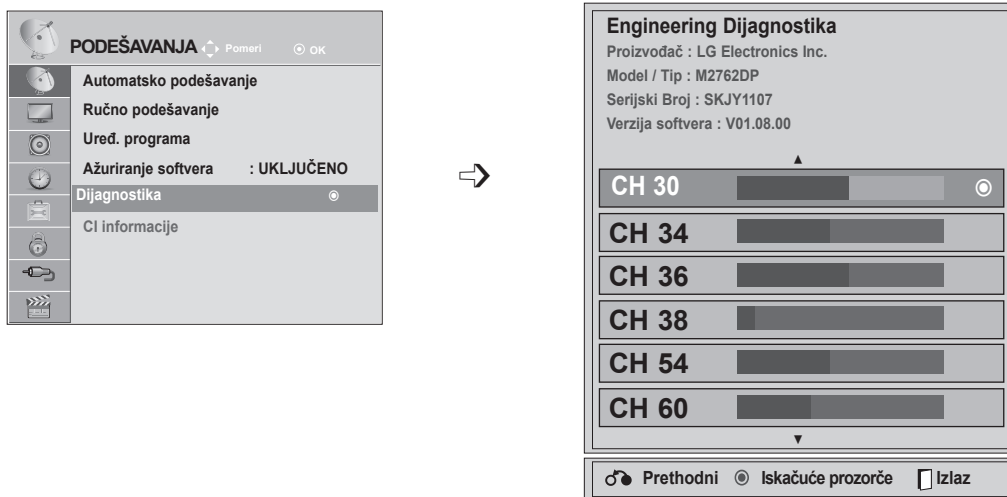 PODEŠAVANJA Pomeri OK
Automatsko podešavanje
Ručno podešavanje
Uređ. programa
Ažuriranje softvera : UKLJUČENO
Dijagnostika
CI informacije
Engineering Dijagnostika
Proizvođač : LG Electronics Inc.
Model / Tip : M2762DP
Serijski Broj : SKJY1107
Verzija softvera : V01.08.00
CH 30
CH 34
CH 36
CH 38
CH 54
CH 60
Prethodni Iskačuće prozorče Izlaz